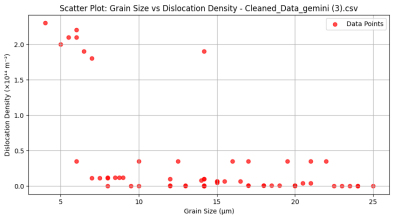 Scatter Plot: Grain Size vs Dislocation Density - Cleaned_Data_gemini (3).csv
Data Points
Dislocation Density (×10¹⁴ m⁻²)
2.0
1.5
1.0
0.5
0.0
5
10
15
20
25
Grain Size (μm)